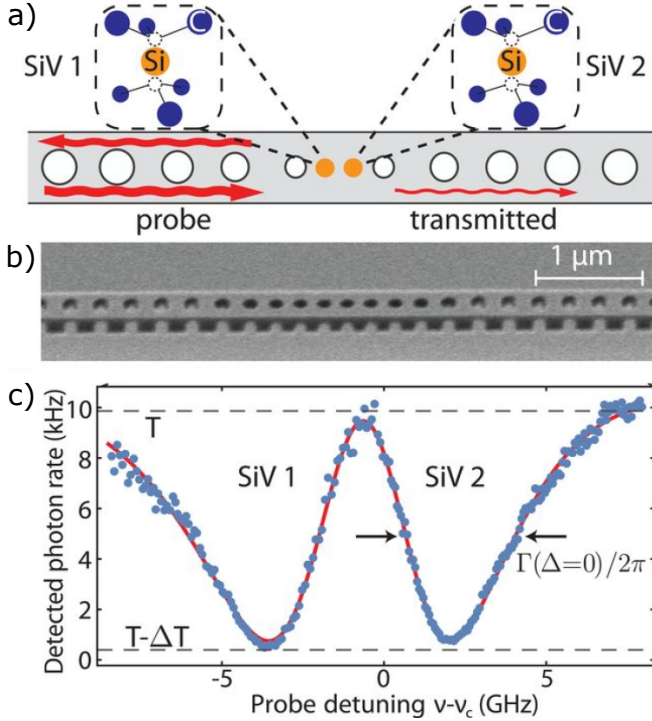 a)
SiV 1
Si
C
Si
C
SiV 2
probe
transmitted
b)
1 μm
c)
Detected photon rate (kHz)
10
8
6
4
2
0
T
SiV 1
SiV 2
Γ(Δ=0)/2π
T-ΔT
-5
0
5
Probe detuning ν-νc(GHz)